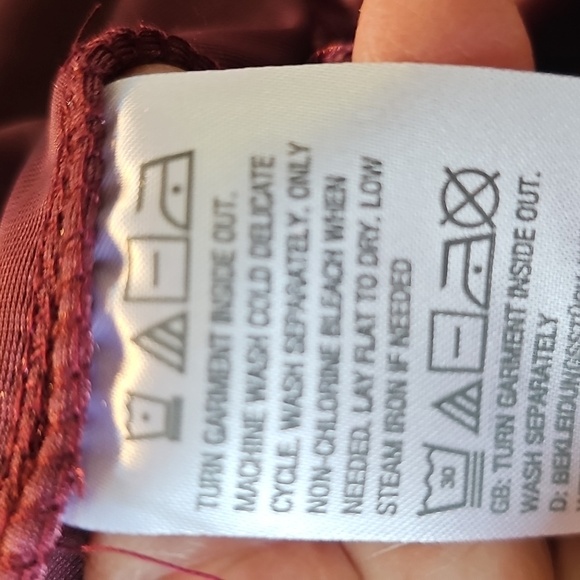 TURN GARMENT INSIDE OUT.
MACHINE WASH COLD DELICATE
CYCLE. WASH SEPARATELY. ONLY
NON-CHLORINE BLEACH WHEN
NEEDED. LAY FLAT TO DRY. LOW
STEAM IRON IF NEEDED
30
GB: TURN GARMENT INSIDE OUT.
WASH SEPARATELY
D: